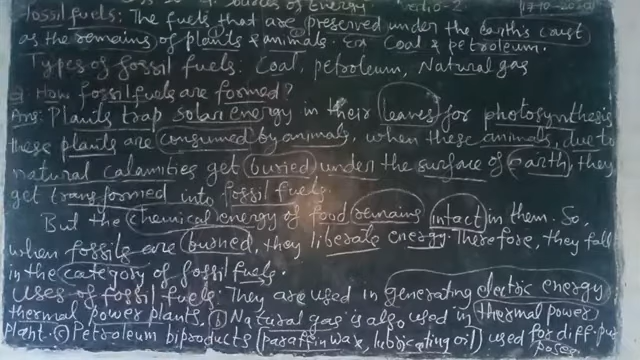 Sources of Energy
Fossil fuels: The fuels that are preserved under the earth's crust
as the remains of plants & animals. Ex Coal & petroleum.
Types of fossil fuels: Coal, petroleum, Natural gas
Q: How fossil fuels are formed?
Ans: Plants trap solar energy in their leaves for photosynthesis
these plants are consumed by animals, when these animals, due to
natural calamities get buried under the surface of earth, they
get transformed into fossil fuels.
But the chemical energy of food remains intact in them. So,
when fossils are burned, they liberate energy. Therefore, they fall
in the category of fossil fuels.
Uses of fossil fuels: They are used in generating electric energy
thermal power plants, (b) Natural gas is also used in thermal power
plant. (c) Petroleum biproducts (paraffin wax, lubricating oil) used for diff. pur
poses